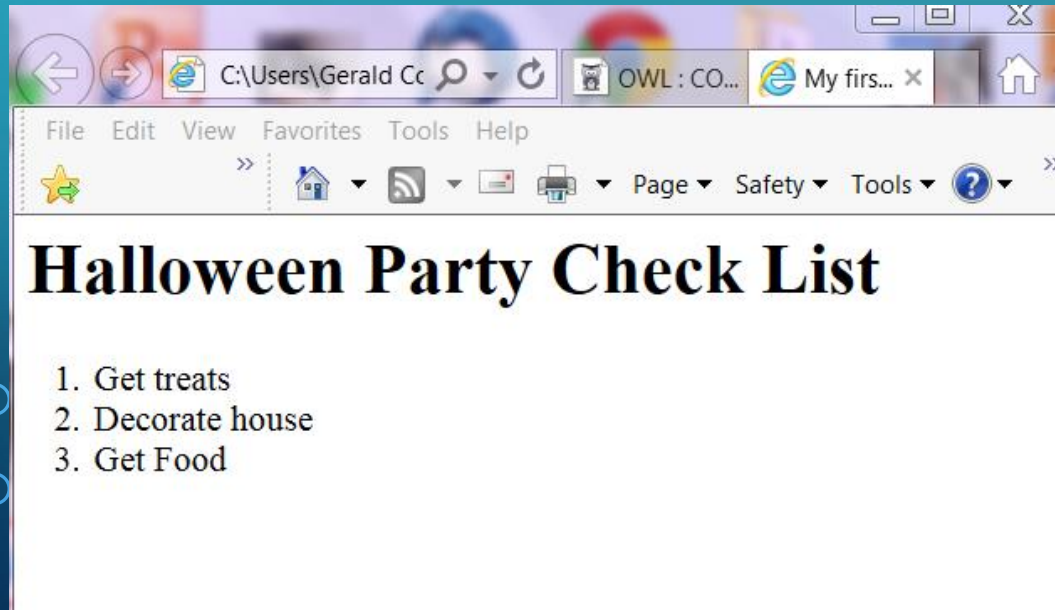 C:\Users\Gerald Cc
OWL : CO...
My firs...
File Edit View Favorites Tools Help
Page Safety Tools
Halloween Party Check List
1. Get treats
2. Decorate house
3. Get Food